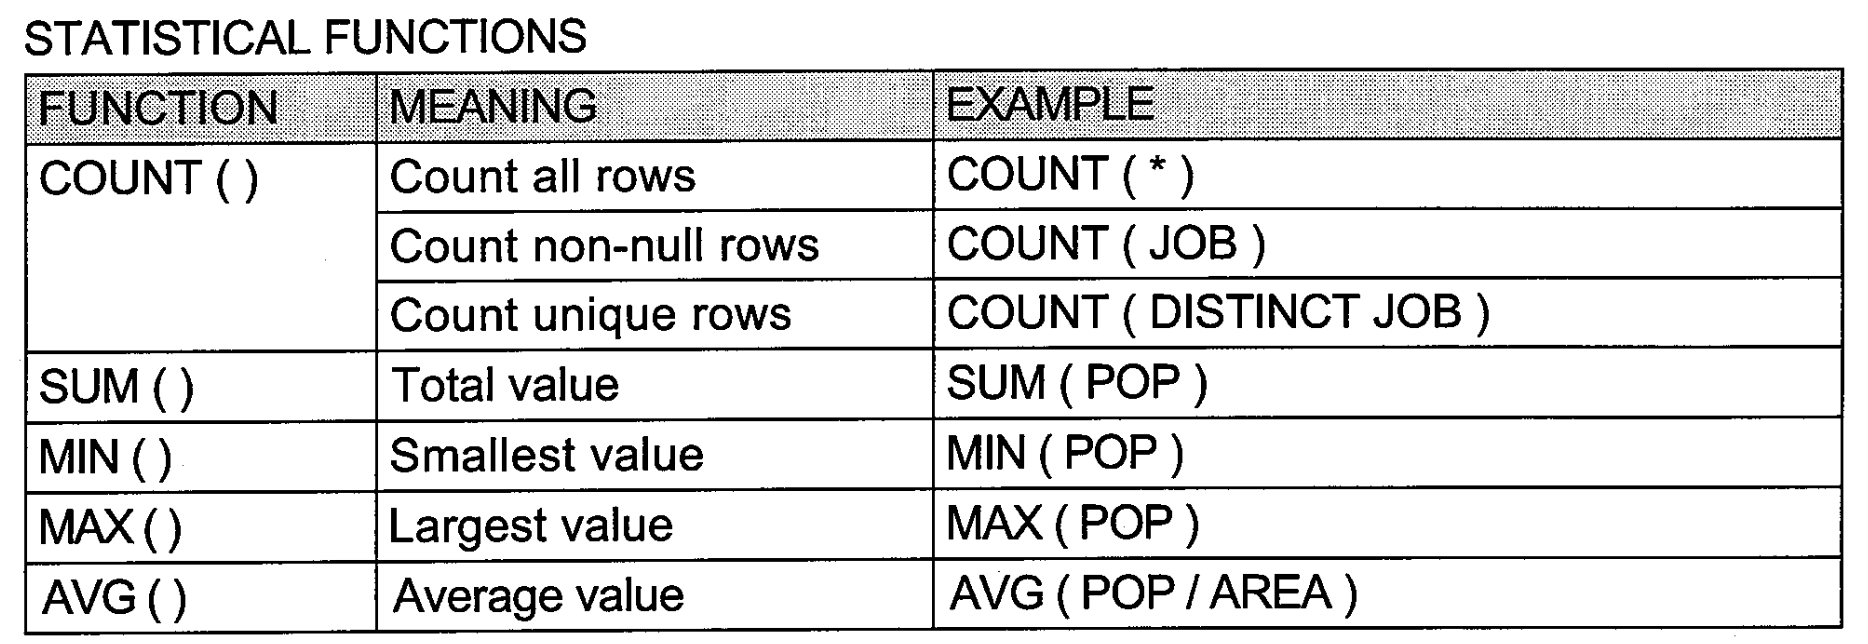 STATISTICAL FUNCTIONS
FUNCTION MEANING EXAMPLE
COUNT ( ) Count all rows COUNT ( * )
Count non-null rows COUNT ( JOB )
Count unique rows COUNT ( DISTINCT JOB )
SUM ( ) Total value SUM ( POP )
MIN ( ) Smallest value MIN ( POP )
MAX ( ) Largest value MAX ( POP )
AVG ( ) Average value AVG ( POP / AREA )